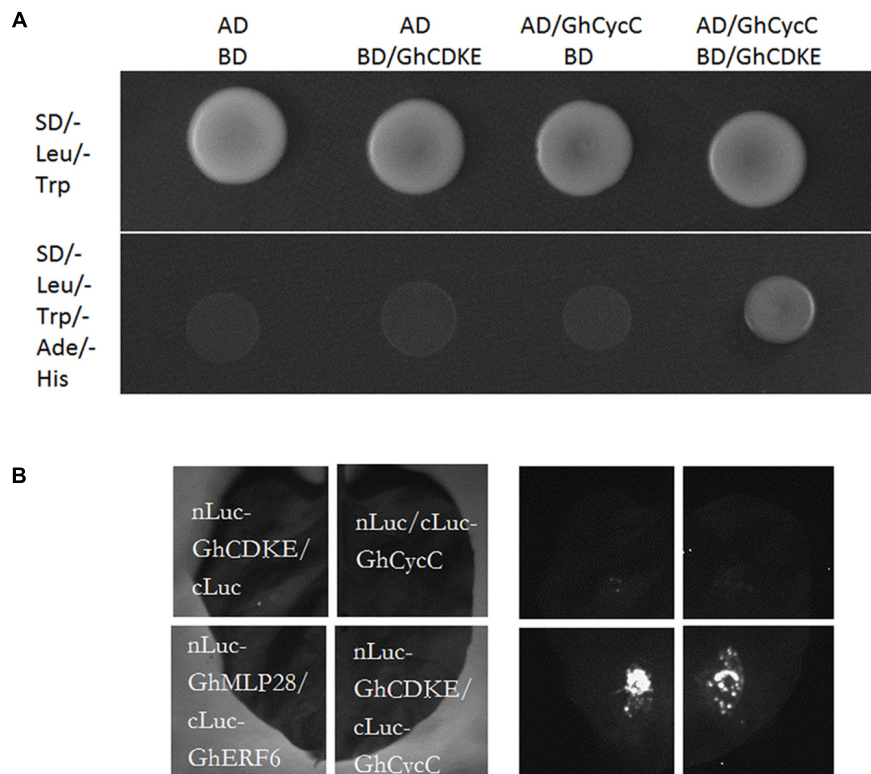 A
AD
BD
AD
BD/GhCDKE
AD/GhCycC
BD
AD/GhCycC
BD/GhCDKE
SD/-
Leu/-
Trp
SD/-
Leu/-
Trp/-
Ade/-
His
B
nLuc-
GhCDKE/
cLuc
nLuc/cLuc-
GhCycC
nLuc-
GhMLP28/
cLuc-
GhERF6
nLuc-
GhCDKE/
cLuc-
GhCycC